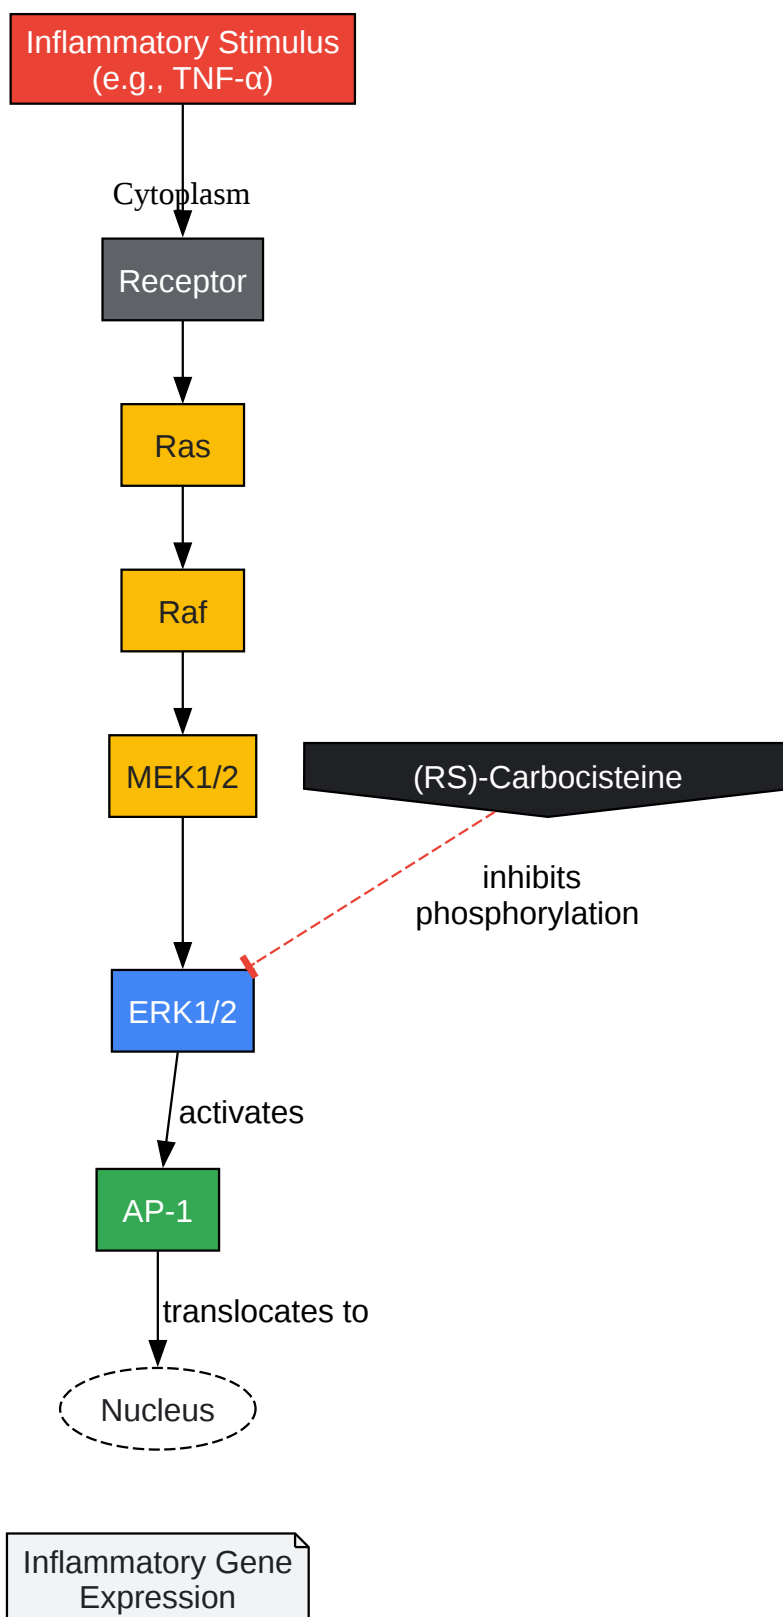 Inflammatory Stimulus
(e.g., TNF-α)
Cytoplasm
Receptor
Ras
Raf
MEK1/2
(RS)-Carbocisteine
inhibits
phosphorylation
ERK1/2
activates
AP-1
translocates to
Nucleus
Inflammatory Gene
Expression